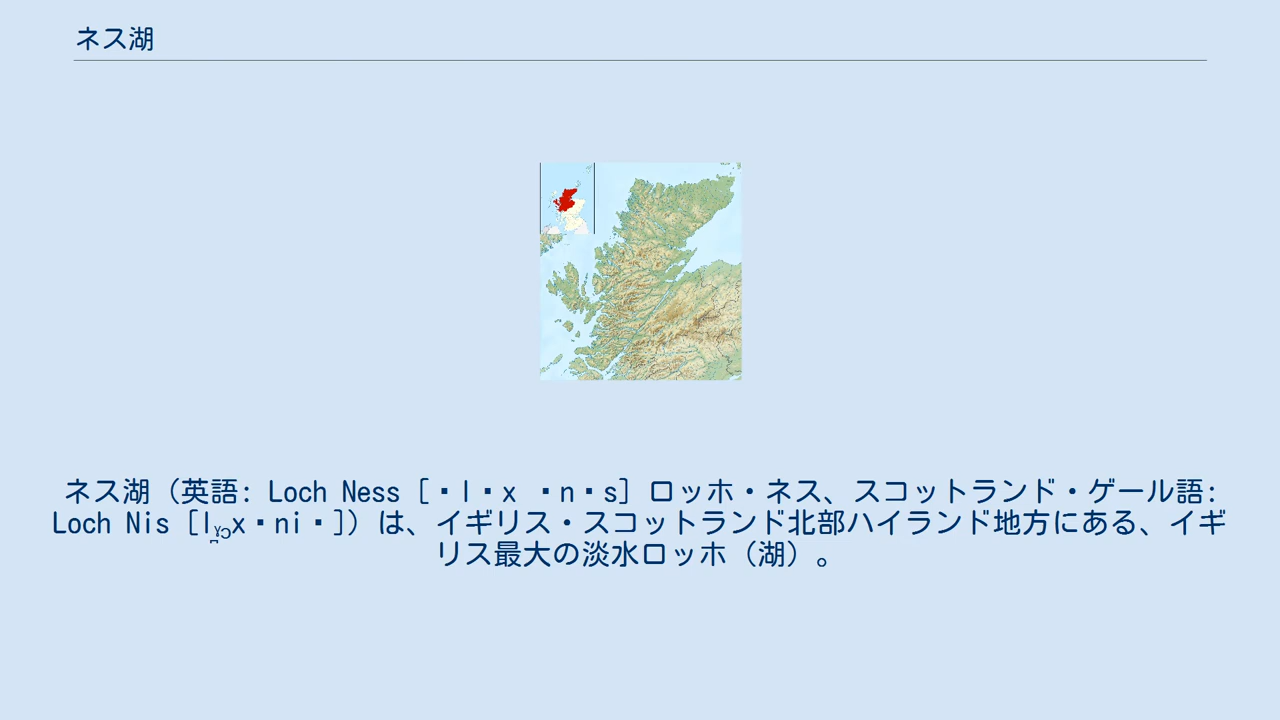 ネス湖
ネス湖（英語: Loch Ness [▪l▪x ▪n▪s] ロッホ・ネス、スコットランド・ゲール語:
Loch Nis [l̪ˠɔx▪ni▪]）は、イギリス・スコットランド北部ハイランド地方にある、イギ
リス最大の淡水ロッホ（湖）。